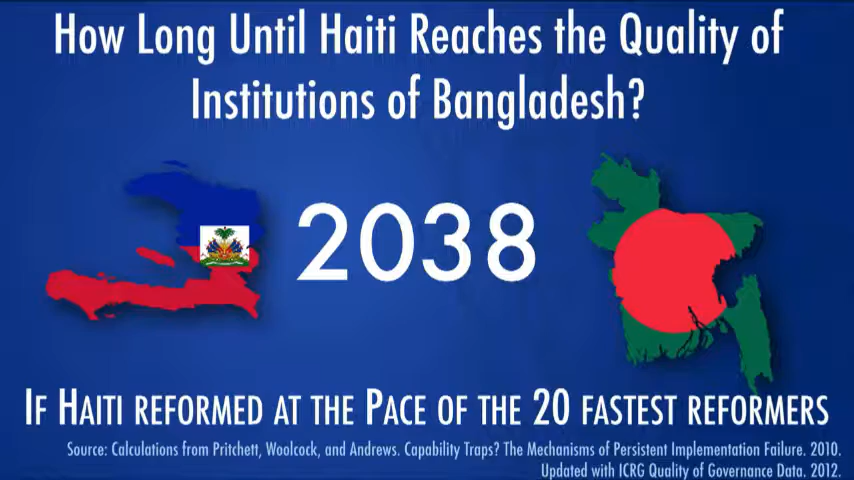 How Long Until Haiti Reaches the Quality of
Institutions of Bangladesh?
2038
If Haiti reformed at the Pace of the 20 fastest reformers
Source: Calculations from Pritchett, Woolcock, and Andrews. Capability Traps? The Mechanisms of Persistent Implementation Failure. 2010.
Updated with ICRG Quality of Governance Data. 2012.